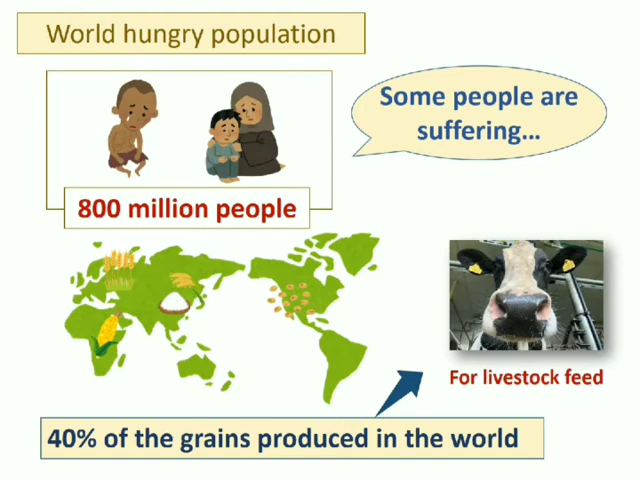 World hungry population
Some people are
suffering...
800 million people
For livestock feed
40% of the grains produced in the world